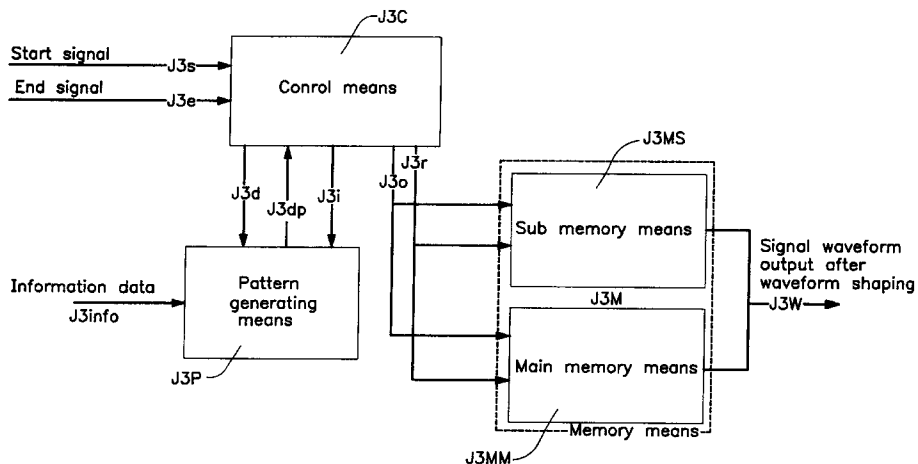 J3C
Start signal
J3s
Conrol means
End signal
J3e
J3r
J3MS
J3d
J3dp
J3i
J3o
Sub memory means
Signal waveform
output after
waveform shaping
Information data
J3info
Pattern
generating
means
J3M
J3W
J3P
Main memory means
Memory means
J3MM